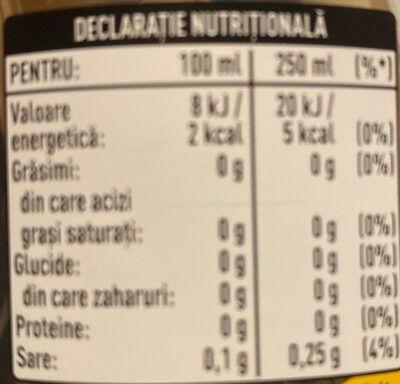 DECLARAȚIE NUTRIȚIONALĂ
PENTRU: 100 ml 250 ml (%*)
Valoare 8 kJ/ 20 kJ/
energetică: 2 kcal 5 kcal (0%)
Grăsimi: 0 g 0 g (0%)
din care acizi
grași saturați: 0 g 0 g (0%)
Glucide: 0 g 0 g (0%)
din care zaharuri: 0 g 0 g (0%)
Proteine: 0 g 0 g (0%)
Sare: 0,1 g 0,25 g (4%)